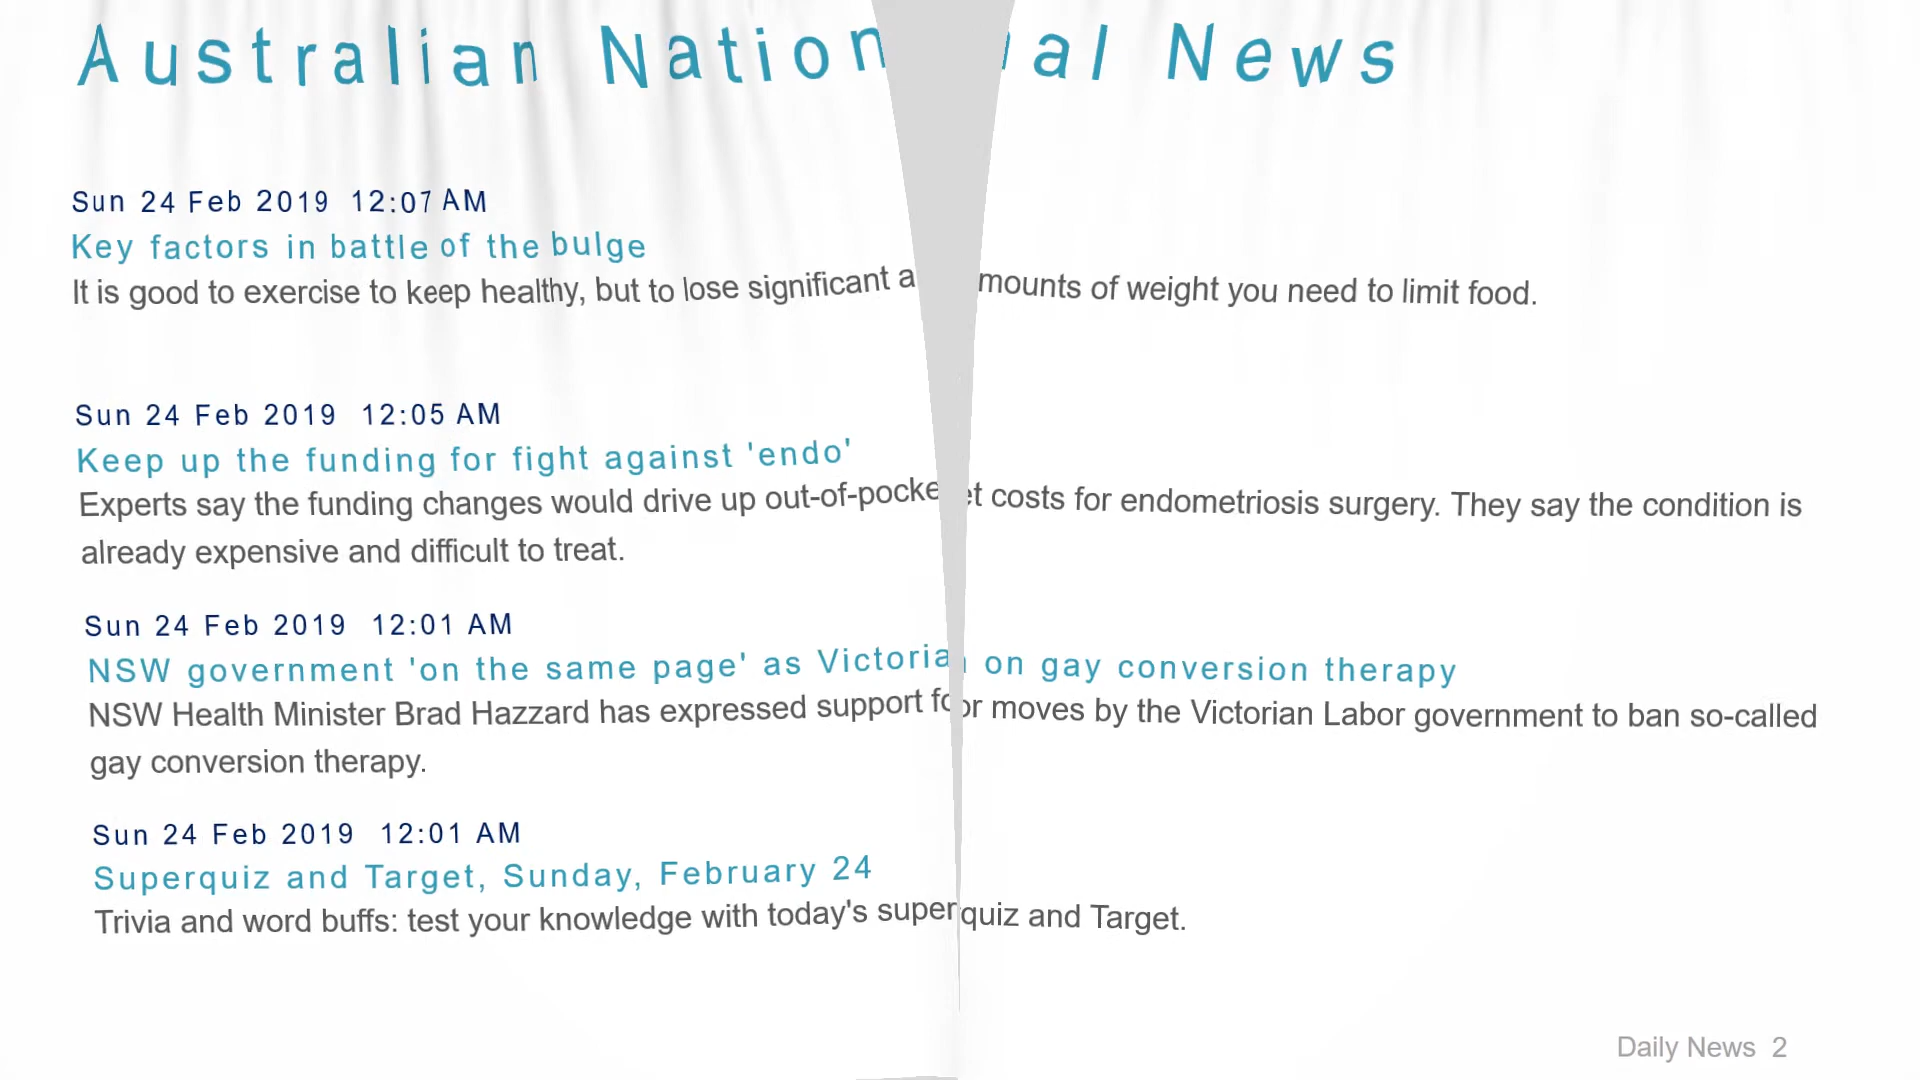 Australian National News
Sun 24 Feb 2019 12:07 AM
Key factors in battle of the bulge
It is good to exercise to keep healthy, but to lose significant amounts of weight you need to limit food.
Sun 24 Feb 2019 12:05 AM
Keep up the funding for fight against 'endo'
Experts say the funding changes would drive up out-of-pocket costs for endometriosis surgery. They say the condition is
already expensive and difficult to treat.
Sun 24 Feb 2019 12:01 AM
NSW government 'on the same page' as Victoria on gay conversion therapy
NSW Health Minister Brad Hazzard has expressed support for moves by the Victorian Labor government to ban so-called
gay conversion therapy.
Sun 24 Feb 2019 12:01 AM
Superquiz and Target, Sunday, February 24
Trivia and word buffs: test your knowledge with today's superquiz and Target.
Daily News 2